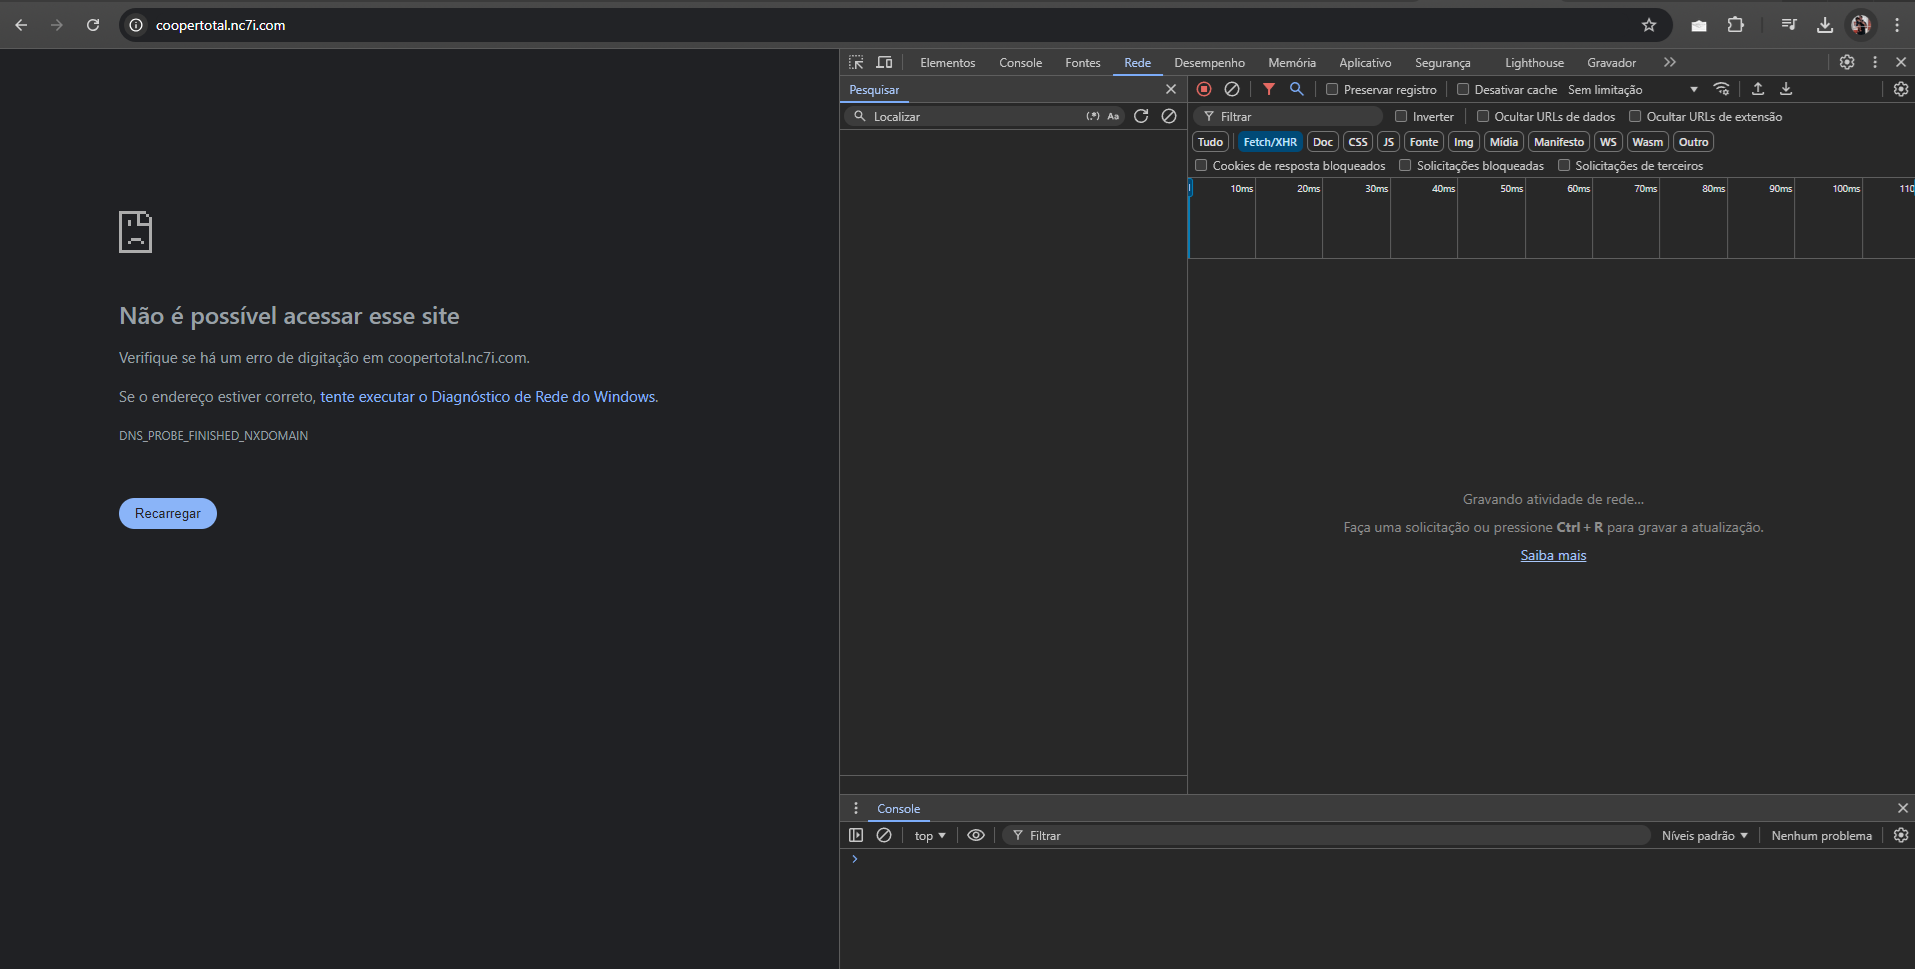 coopertotal.nc7i.com
Elementos Console Fontes Rede Desempenho Memória Aplicativo Segurança Lighthouse Gravador
Pesquisar
Preservar registro Desativar cache Sem limitação
Localizar (.*) Aa
Filtrar Inverter Ocultar URLs de dados Ocultar URLs de extensão
Tudo Fetch/XHR Doc CSS JS Fonte Img Mídia Manifesto WS Wasm Outro
Cookies de resposta bloqueados Solicitações bloqueadas Solicitações de terceiros
10ms 20ms 30ms 40ms 50ms 60ms 70ms 80ms 90ms 100ms 110
Não é possível acessar esse site
Verifique se há um erro de digitação em coopertotal.nc7i.com.
Se o endereço estiver correto, tente executar o Diagnóstico de Rede do Windows.
DNS_PROBE_FINISHED_NXDOMAIN
Recarregar
Gravando atividade de rede...
Faça uma solicitação ou pressione Ctrl + R para gravar a atualização.
Saiba mais
Console
top Filtrar Níveis padrão Nenhum problema